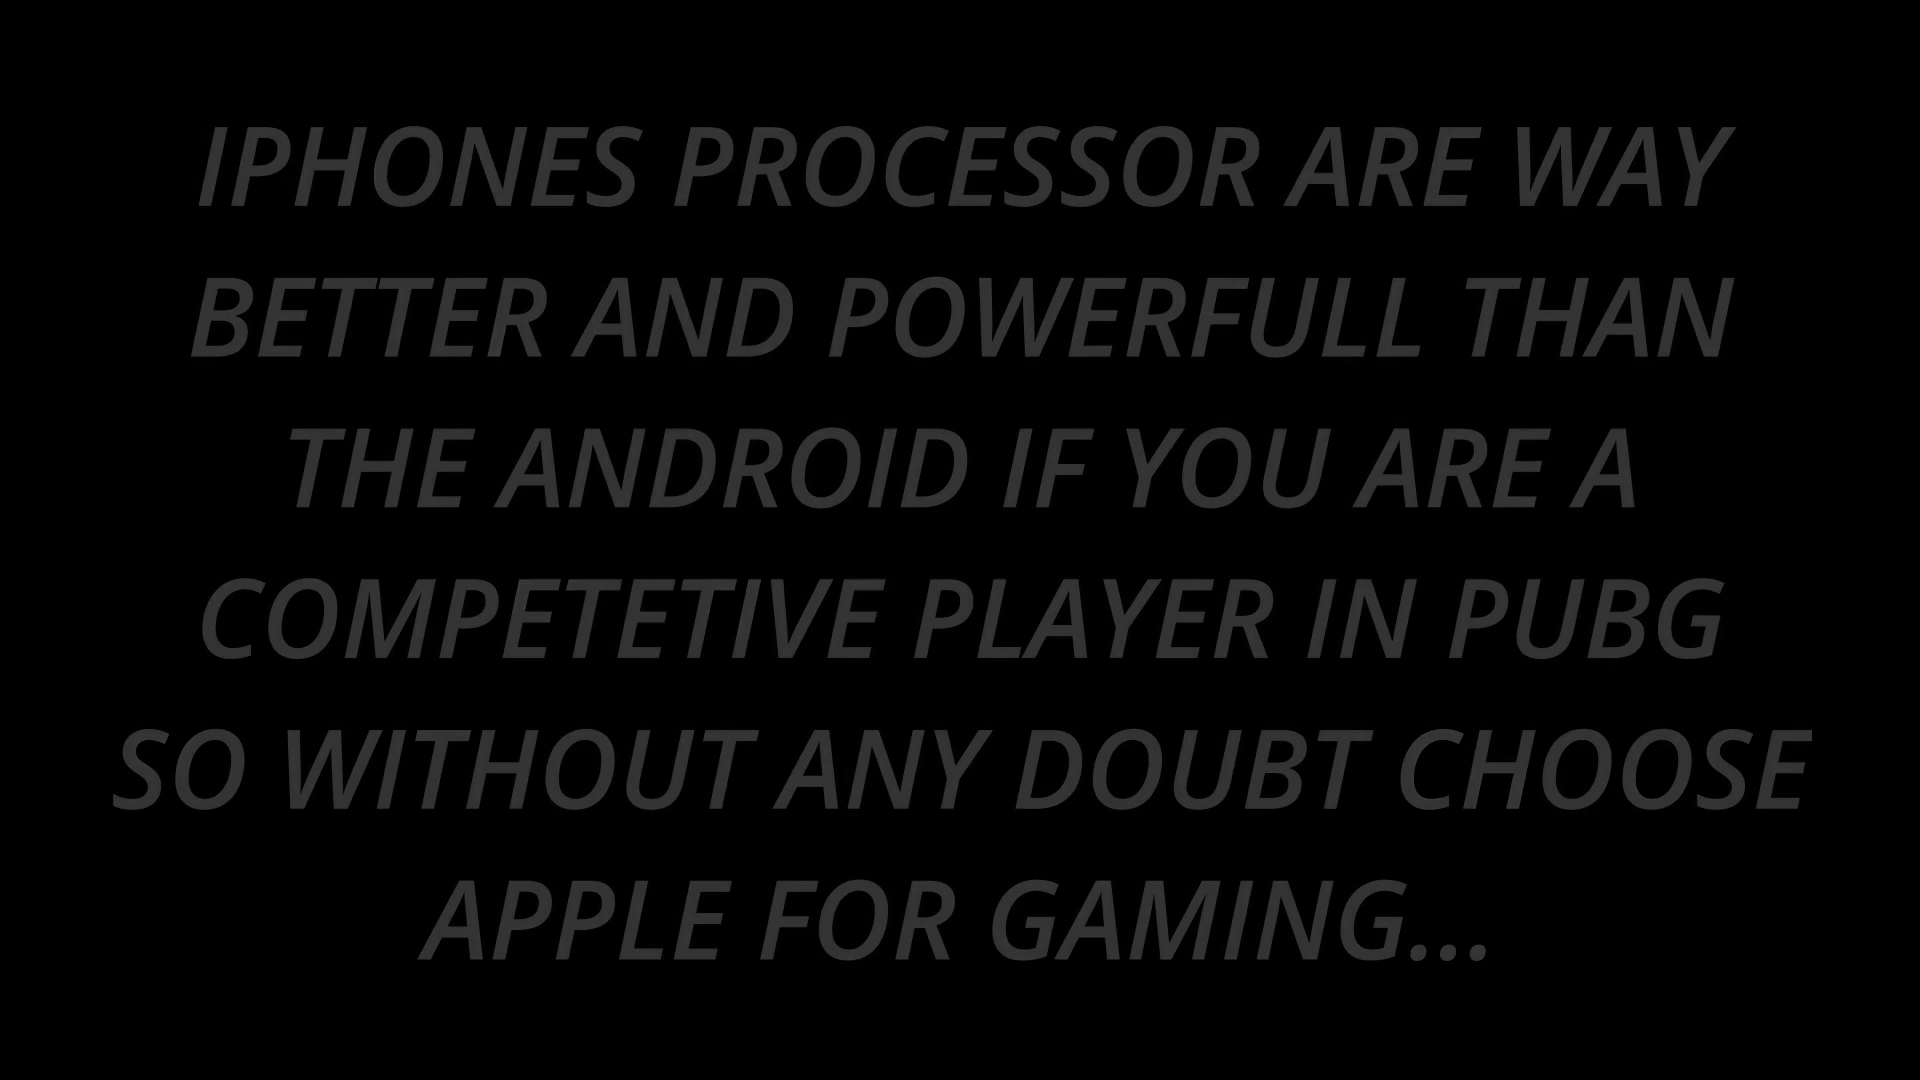 IPHONES PROCESSOR ARE WAY
BETTER AND POWERFULL THAN
THE ANDROID IF YOU ARE A
COMPETETIVE PLAYER IN PUBG
SO WITHOUT ANY DOUBT CHOOSE
APPLE FOR GAMING...